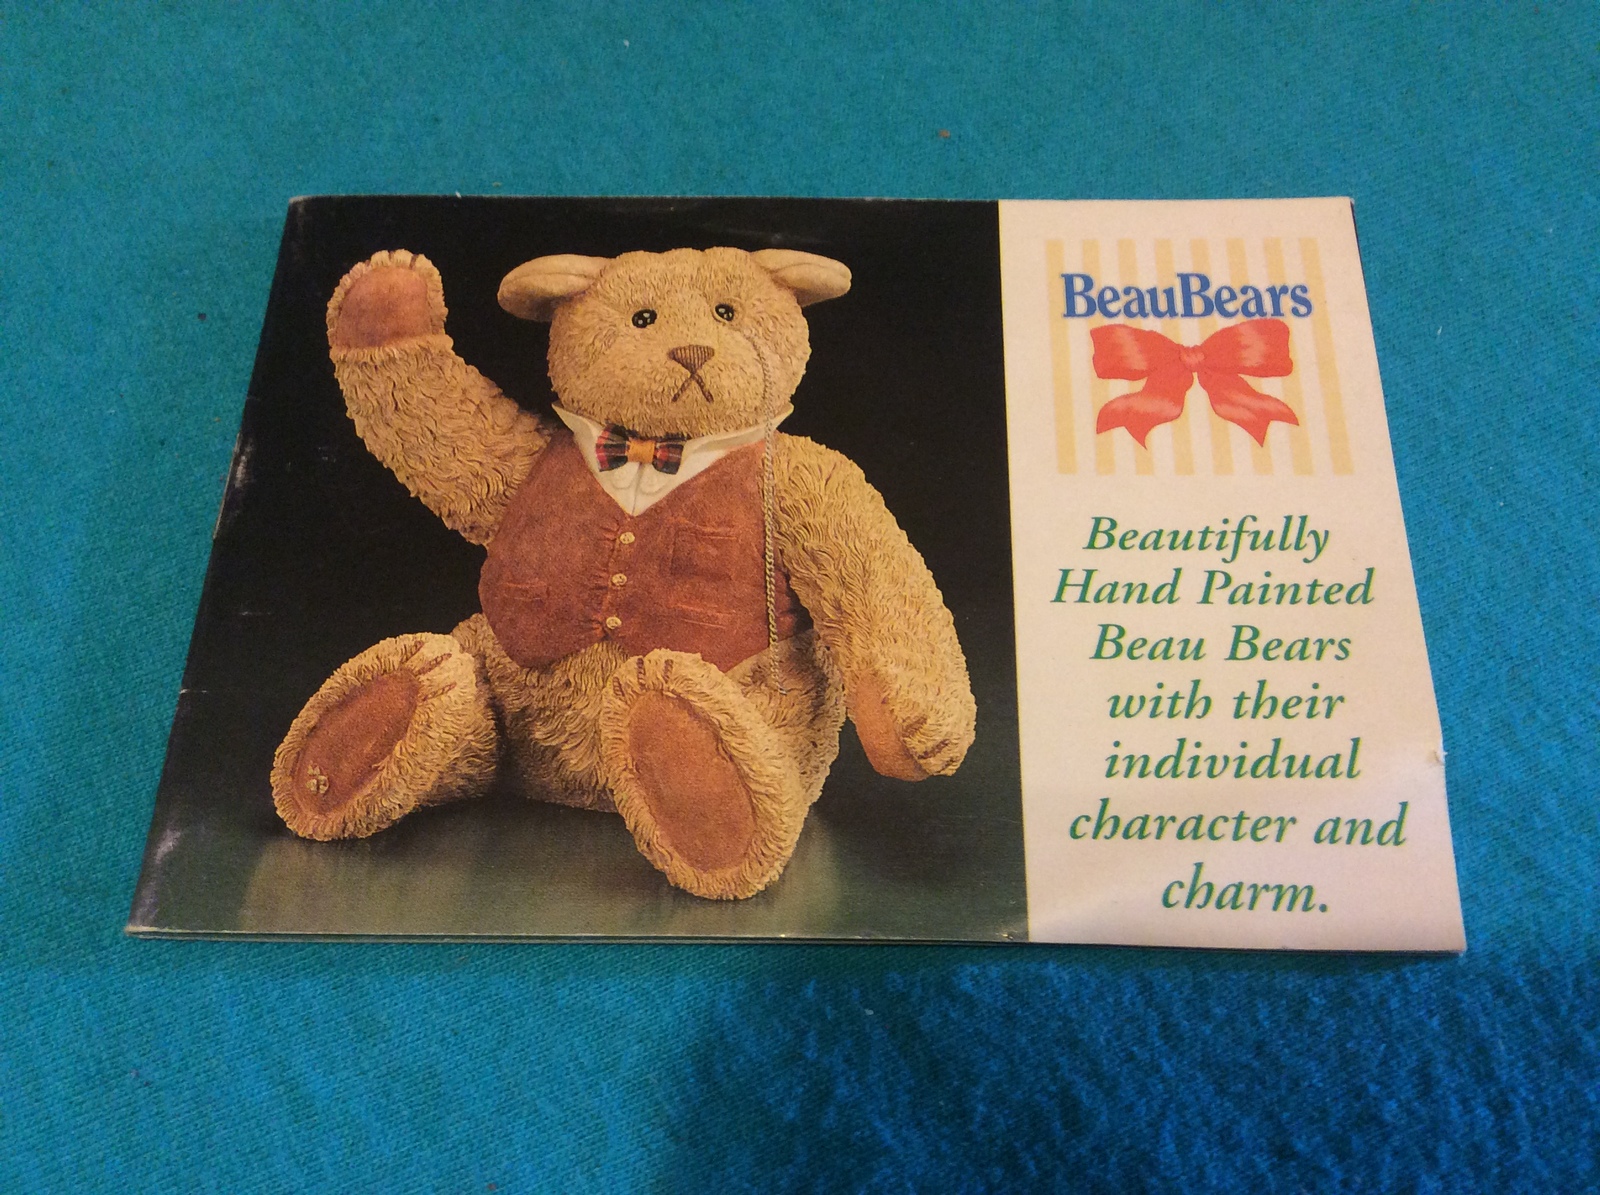 BeauBears
Beautifully
Hand Painted
Beau Bears
with their
individual
character and
charm.